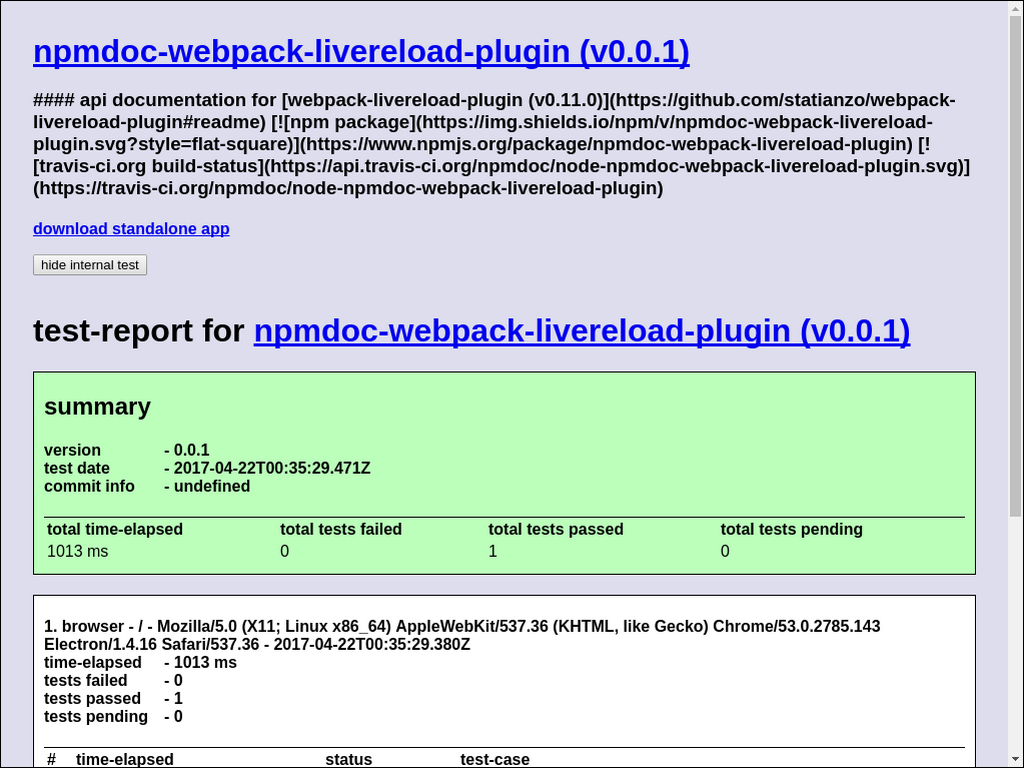 npmdoc-webpack-livereload-plugin (v0.0.1)
#### api documentation for [webpack-livereload-plugin (v0.11.0)](https://github.com/statianzo/webpack-
livereload-plugin#readme) [![npm package](https://img.shields.io/npm/v/npmdoc-webpack-livereload-
plugin.svg?style=flat-square)](https://www.npmjs.org/package/npmdoc-webpack-livereload-plugin) [!
[travis-ci.org build-status](https://api.travis-ci.org/npmdoc/node-npmdoc-webpack-livereload-plugin.svg)]
(https://travis-ci.org/npmdoc/node-npmdoc-webpack-livereload-plugin)
download standalone app
hide internal test
test-report for npmdoc-webpack-livereload-plugin (v0.0.1)
summary
version - 0.0.1
test date - 2017-04-22T00:35:29.471Z
commit info - undefined
total time-elapsed total tests failed total tests passed total tests pending
1013 ms 0 1 0
1. browser - / - Mozilla/5.0 (X11; Linux x86_64) AppleWebKit/537.36 (KHTML, like Gecko) Chrome/53.0.2785.143
Electron/1.4.16 Safari/537.36 - 2017-04-22T00:35:29.380Z
time-elapsed - 1013 ms
tests failed - 0
tests passed - 1
tests pending - 0
# time-elapsed status test-case